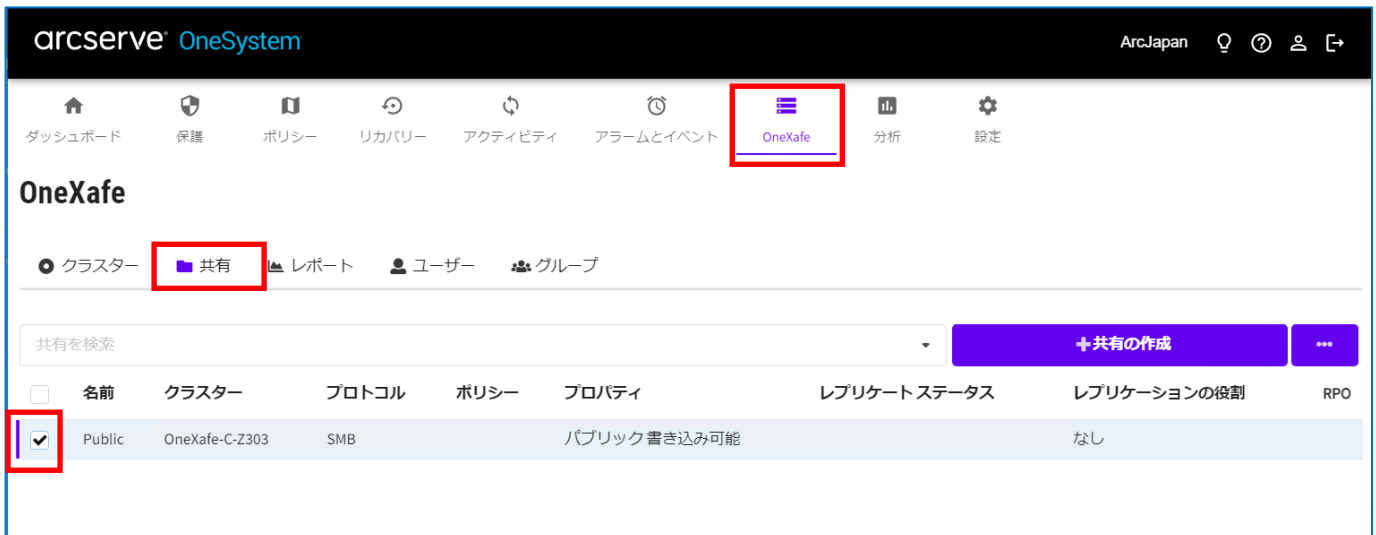 arcserve® OneSystem
ArcJapan
ダッシュボード 保護 ポリシー リカバリー アクティビティ アラームとイベント OneXafe 分析 設定
OneXafe
クラスター 共有 レポート ユーザー グループ
共有を検索 +共有の作成 •••
名前 クラスター プロトコル ポリシー プロパティ レプリケート ステータス レプリケーションの役割 RPO
Public OneXafe-C-Z303 SMB パブリック 書き込み可能 なし